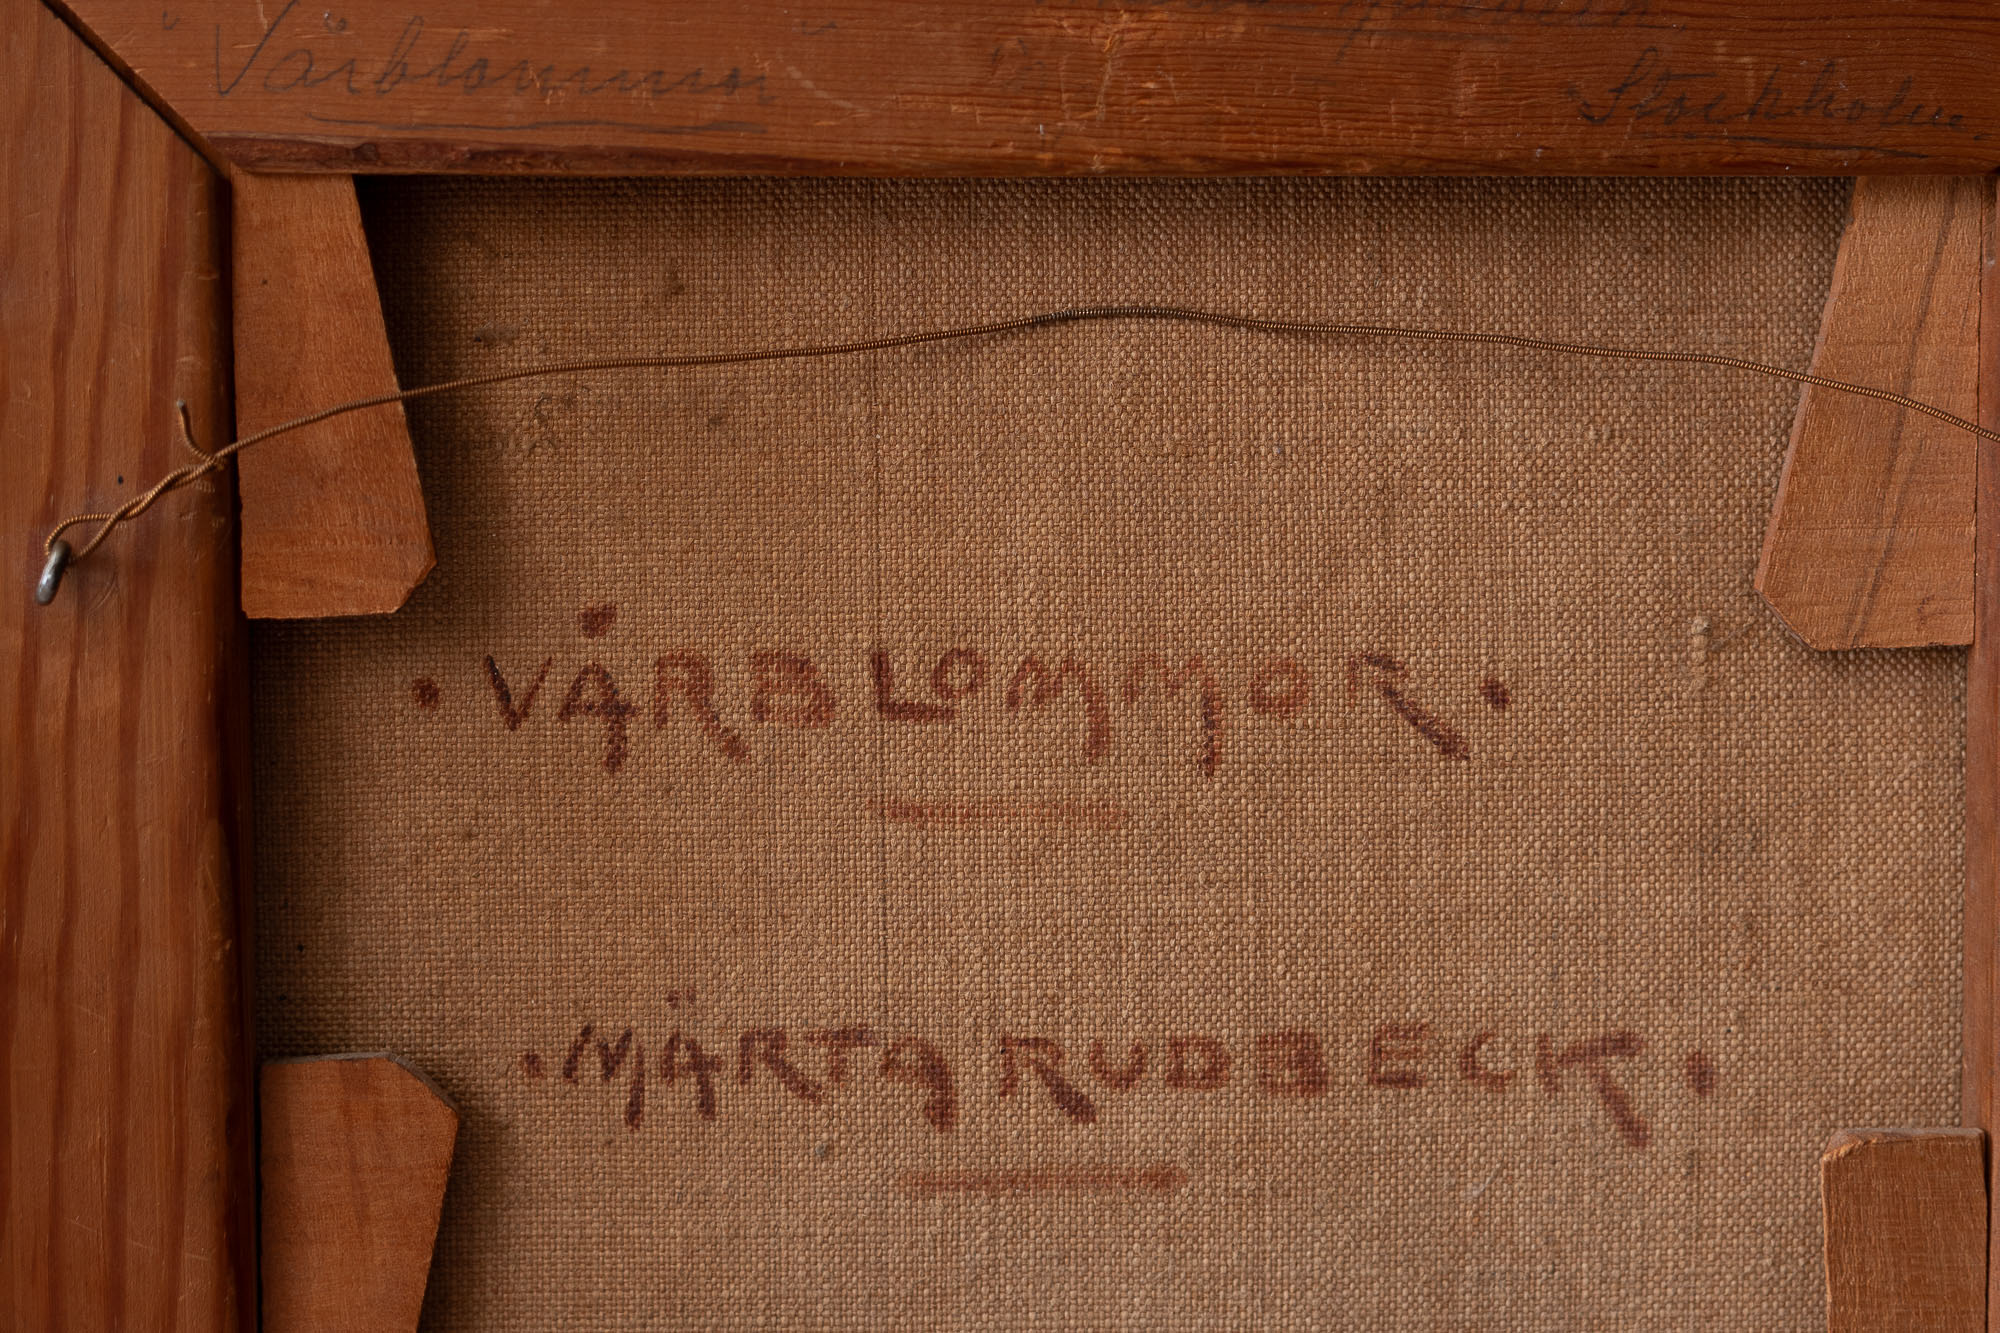 "Vårblommor" Stockholm.
· VÅRBLOMMOR ·
· MÄRTA RUDBECK ·